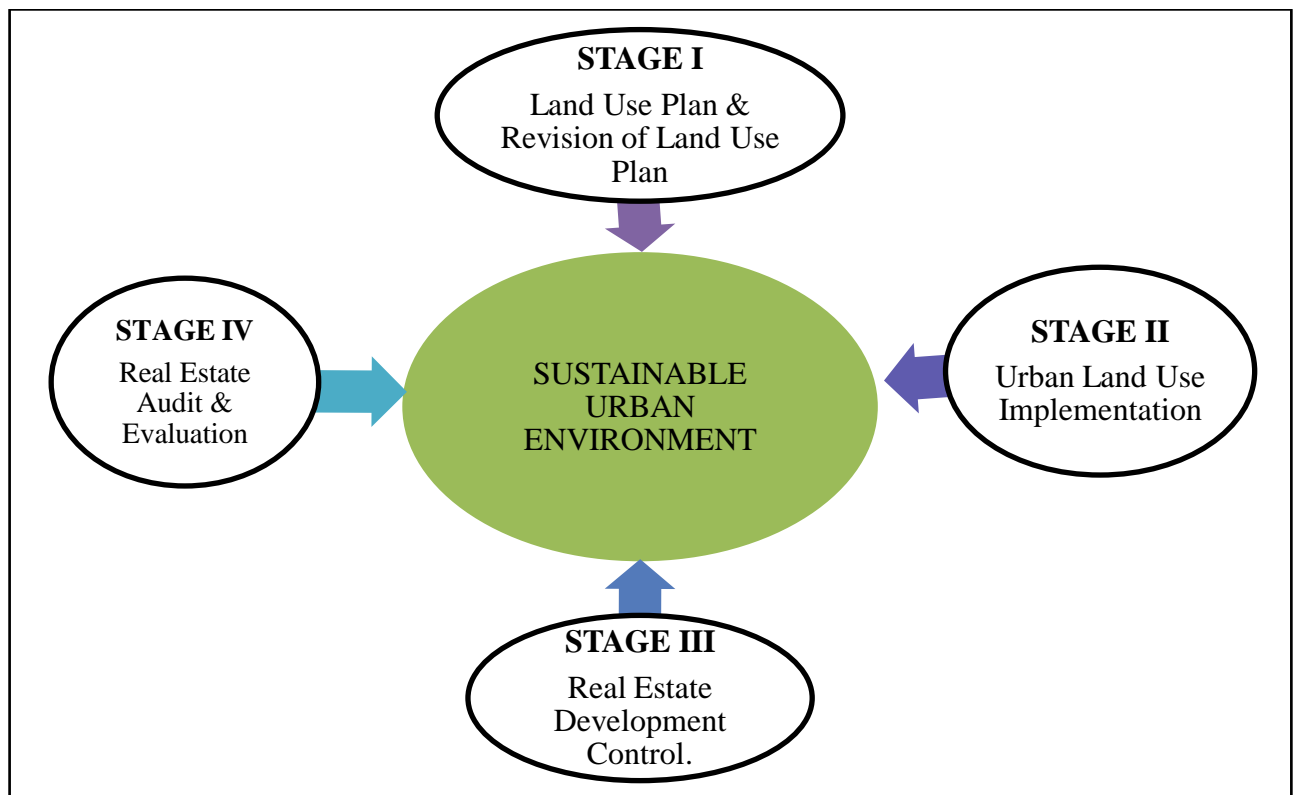 STAGE I
Land Use Plan &
Revision of Land Use
Plan
STAGE IV
Real Estate
Audit &
Evaluation
SUSTAINABLE
URBAN
ENVIRONMENT
STAGE II
Urban Land Use
Implementation
STAGE III
Real Estate
Development
Control.